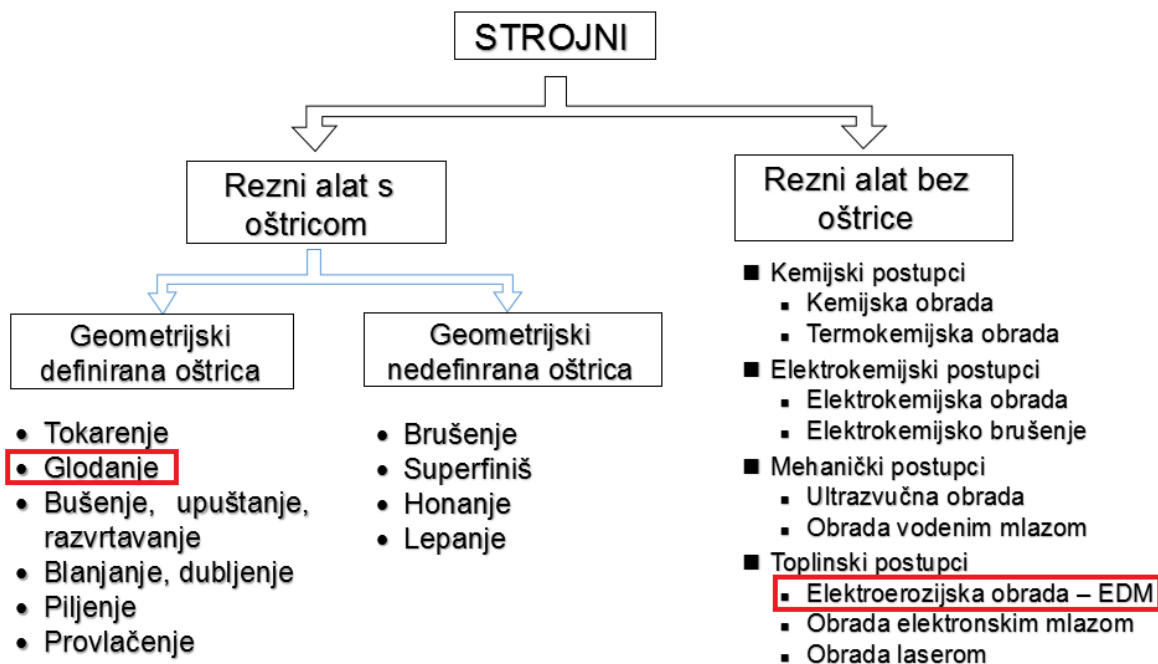 STROJNI
Rezni alat s
oštricom
Rezni alat bez
oštrice
Geometrijski
definirana oštrica
Geometrijski
nedefinrana oštrica
• Tokarenje
• Glodanje
• Bušenje, upuštanje,
razvrtavanje
• Blanjanje, dubljenje
• Piljenje
• Provlačenje
• Brušenje
• Superfiniš
• Honanje
• Lepanje
■ Kemijski postupci
▪ Kemijska obrada
▪ Termokemijska obrada
■ Elektrokemijski postupci
▪ Elektrokemijska obrada
▪ Elektrokemijsko brušenje
■ Mehanički postupci
▪ Ultrazvučna obrada
▪ Obrada vodenim mlazom
■ Toplinski postupci
▪ Elektroerozijska obrada – EDM
▪ Obrada elektronskim mlazom
▪ Obrada laserom